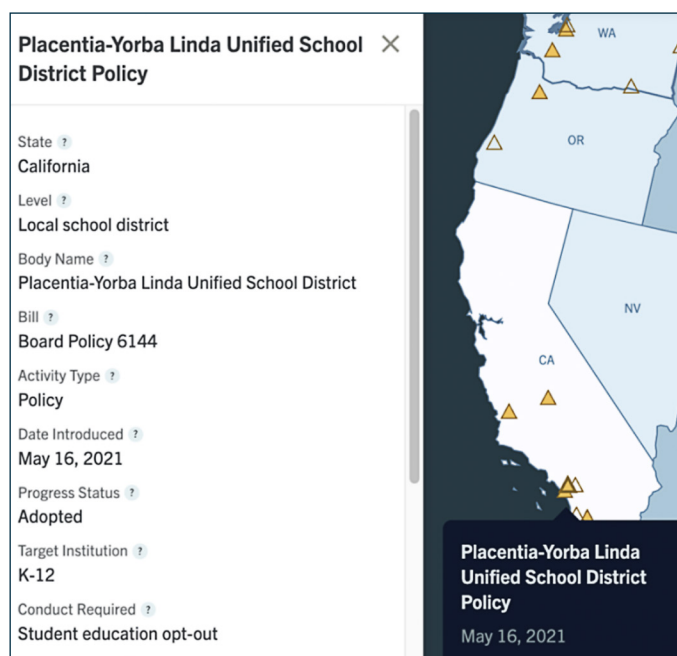 Placentia-Yorba Linda Unified School
District Policy
State ?
California
Level ?
Local school district
Body Name ?
Placentia-Yorba Linda Unified School District
Bill ?
Board Policy 6144
Activity Type ?
Policy
Date Introduced ?
May 16, 2021
Progress Status ?
Adopted
Target Institution ?
K-12
Conduct Required ?
Student education opt-out
WA
OR
NV
CA
Placentia-Yorba Linda
Unified School District
Policy
May 16, 2021